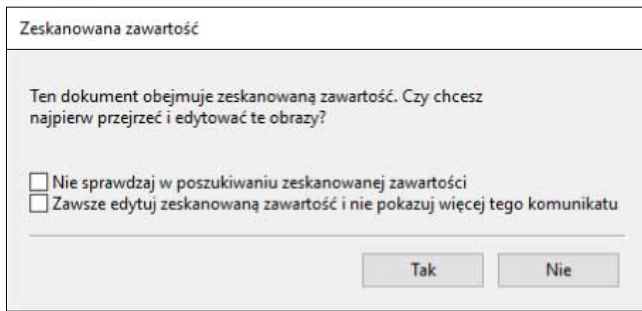 Zeskanowana zawartość
Ten dokument obejmuje zeskanowaną zawartość. Czy chcesz
najpierw przejrzeć i edytować te obrazy?
Nie sprawdzaj w poszukiwaniu zeskanowanej zawartości
Zawsze edytuj zeskanowaną zawartość i nie pokazuj więcej tego komunikatu
Tak Nie